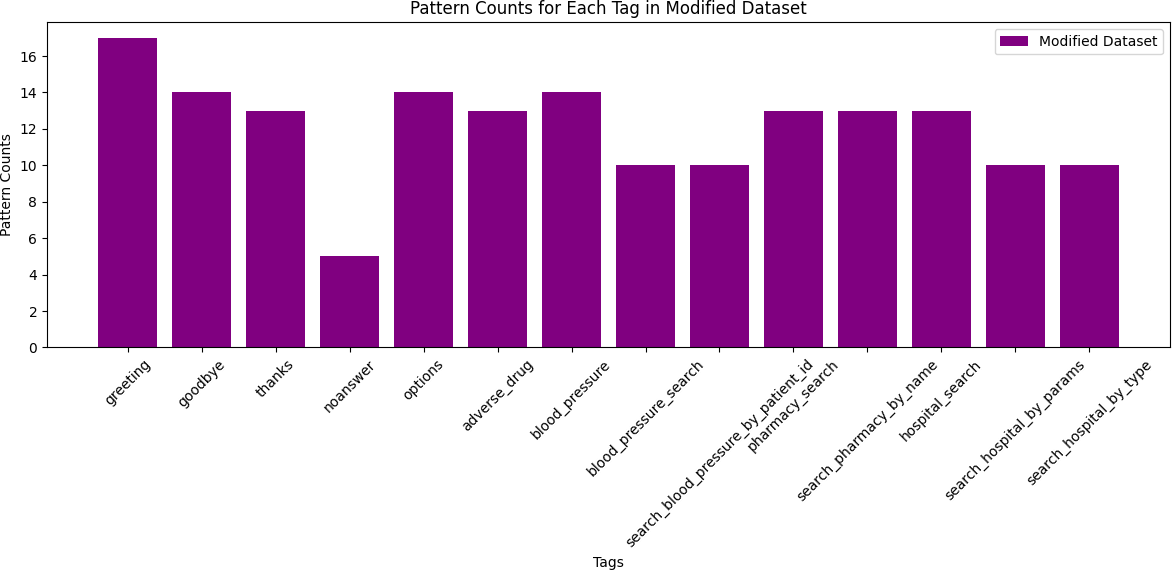 Pattern Counts for Each Tag in Modified Dataset
Modified Dataset
Pattern Counts
16
14
12
10
8
6
4
2
0
greeting
goodbye
thanks
noanswer
options
adverse_drug
blood_pressure
blood_pressure_search
search_blood_pressure_by_patient_id
pharmacy_search
search_pharmacy_by_name
hospital_search
search_hospital_by_params
search_hospital_by_type
Tags